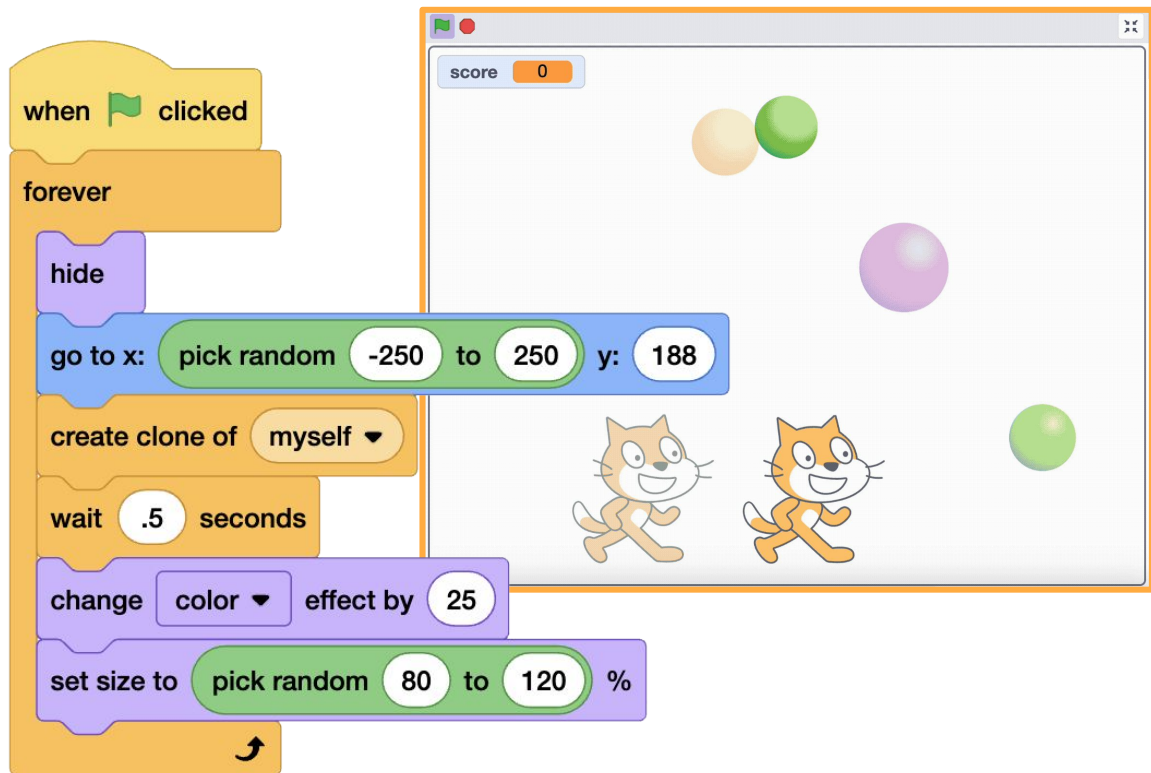 when clicked
forever
hide
go to x: pick random -250 to 250 y: 188
create clone of myself
wait .5 seconds
change color effect by 25
set size to pick random 80 to 120 %
score 0